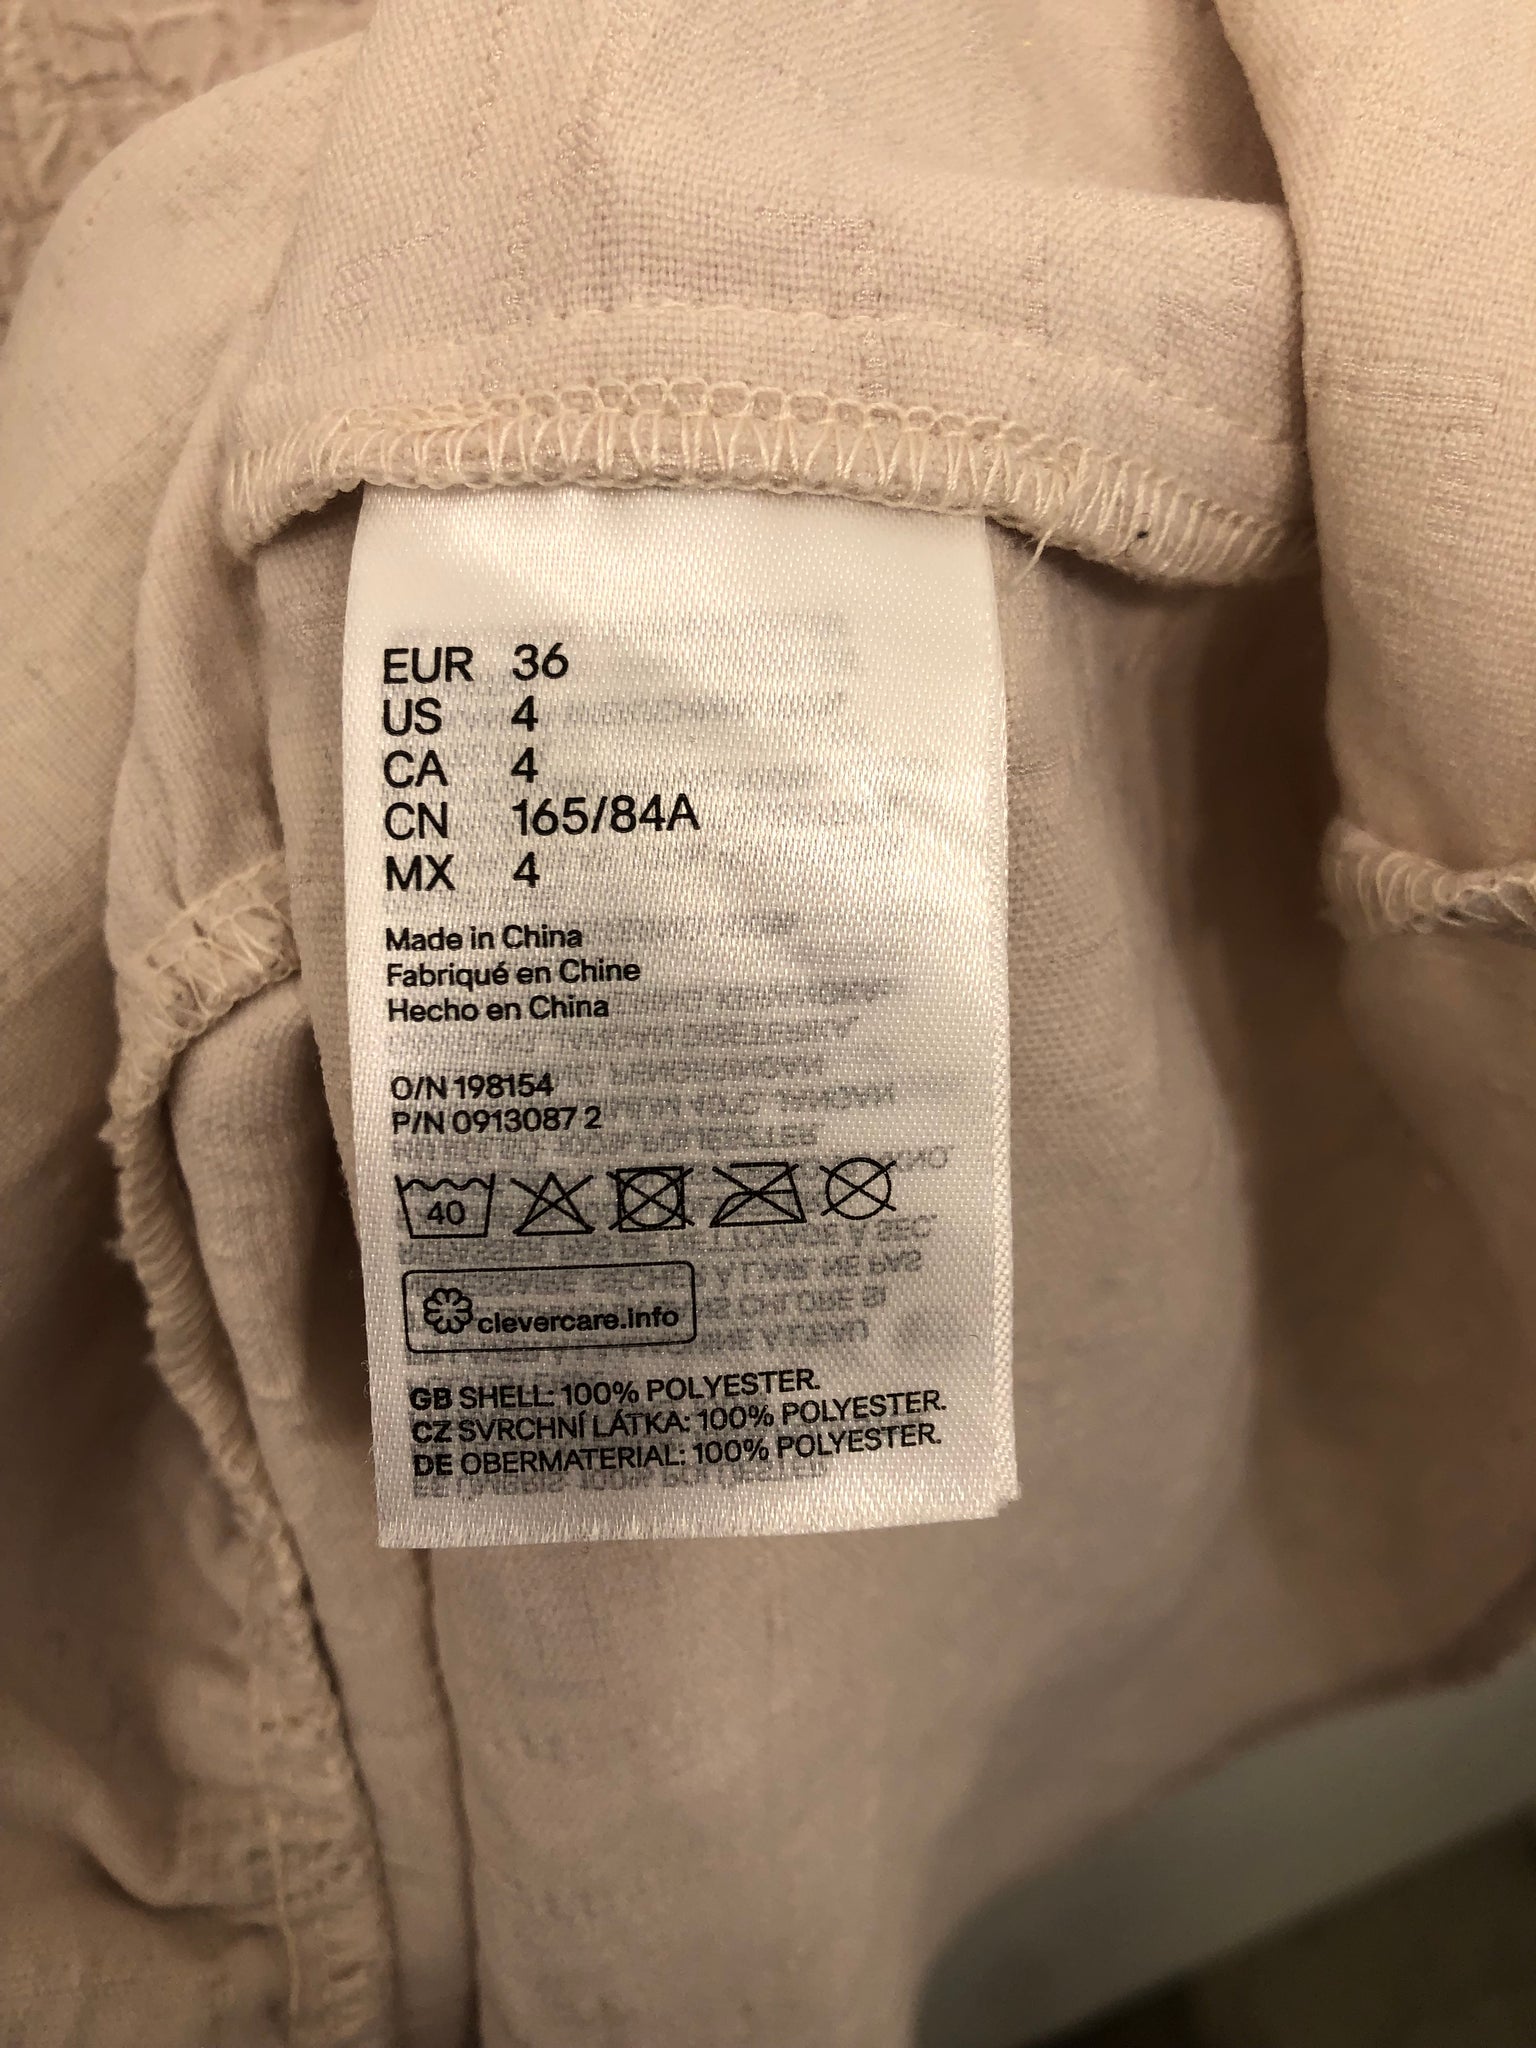 EUR 36
US 4
CA 4
CN 165/84A
MX 4
Made in China
Fabriqué en Chine
Hecho en China
O/N 198154
P/N 0913087 2
40
clevercare.info
GB SHELL: 100% POLYESTER.
CZ SVRCHNÍ LÁTKA: 100% POLYESTER.
DE OBERMATERIAL: 100% POLYESTER.